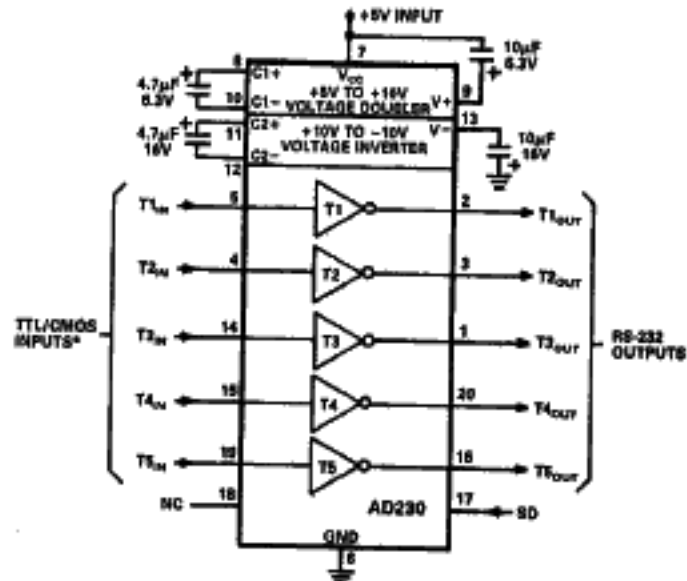 +5V INPUT
7
10µF
6.3V
8
C1+
VCC
4.7µF
6.3V
+5V TO +10V
VOLTAGE DOUBLER
V+
9
10
C1–
C2+
13
V–
4.7µF
16V
11
+10V TO –10V
VOLTAGE INVERTER
10µF
16V
C2–
12
T1IN
5
T1
2
T1OUT
T2IN
4
T2
3
T2OUT
TTL/CMOS
INPUTS*
T3IN
14
T3
1
T3OUT
RS-232
OUTPUTS
T4IN
15
T4
20
T4OUT
T5IN
19
T5
16
T5OUT
NC
18
AD230
17
SD
GND
6